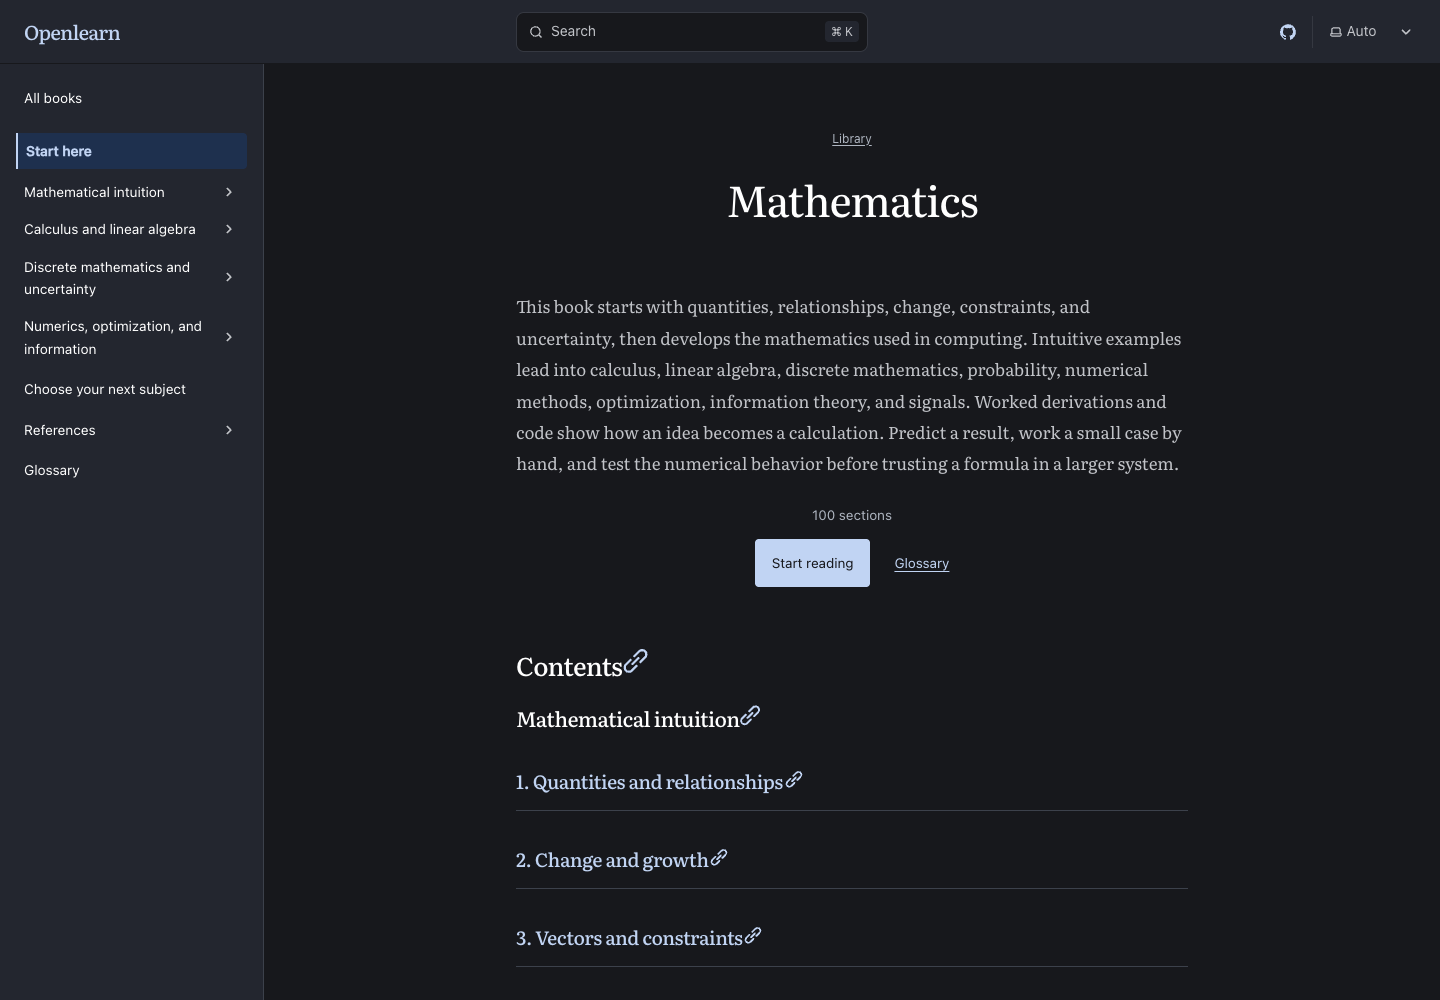 Openlearn
Search
⌘ K
Auto
All books
Start here
Mathematical intuition
Calculus and linear algebra
Discrete mathematics and
uncertainty
Numerics, optimization, and
information
Choose your next subject
References
Glossary
Library
Mathematics
This book starts with quantities, relationships, change, constraints, and
uncertainty, then develops the mathematics used in computing. Intuitive examples
lead into calculus, linear algebra, discrete mathematics, probability, numerical
methods, optimization, information theory, and signals. Worked derivations and
code show how an idea becomes a calculation. Predict a result, work a small case by
hand, and test the numerical behavior before trusting a formula in a larger system.
100 sections
Start reading
Glossary
Contents
Mathematical intuition
1. Quantities and relationships
2. Change and growth
3. Vectors and constraints